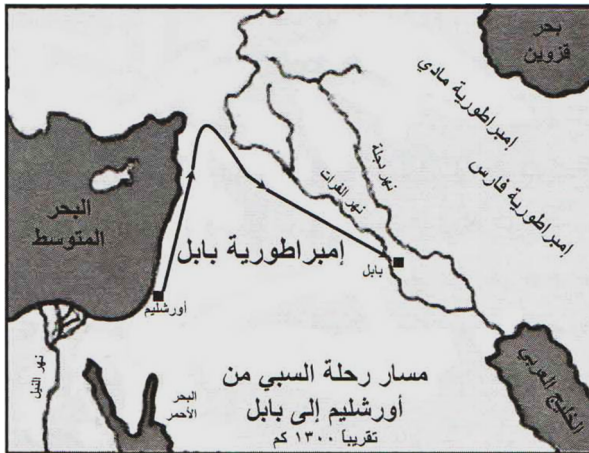 بحر
قزوين
إمبراطورية مادي
إمبراطورية فارس
نهر دجلة
نهر الفرات
البحر
المتوسط
إمبراطورية بابل
بابل
أورشليم
نهر النيل
البحر
الأحمر
الخليج العربي
مسار رحلة السبي من
أورشليم إلى بابل
تقريباً ١٣٠٠ كم